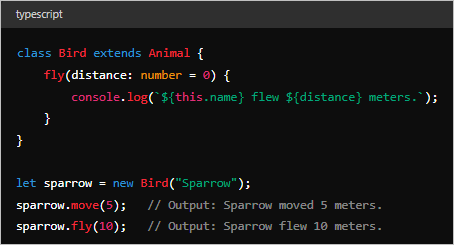 typescript
class Bird extends Animal {
    fly(distance: number = 0) {
        console.log(`${this.name} flew ${distance} meters.`);
    }
}

let sparrow = new Bird("Sparrow");
sparrow.move(5);   // Output: Sparrow moved 5 meters.
sparrow.fly(10);   // Output: Sparrow flew 10 meters.